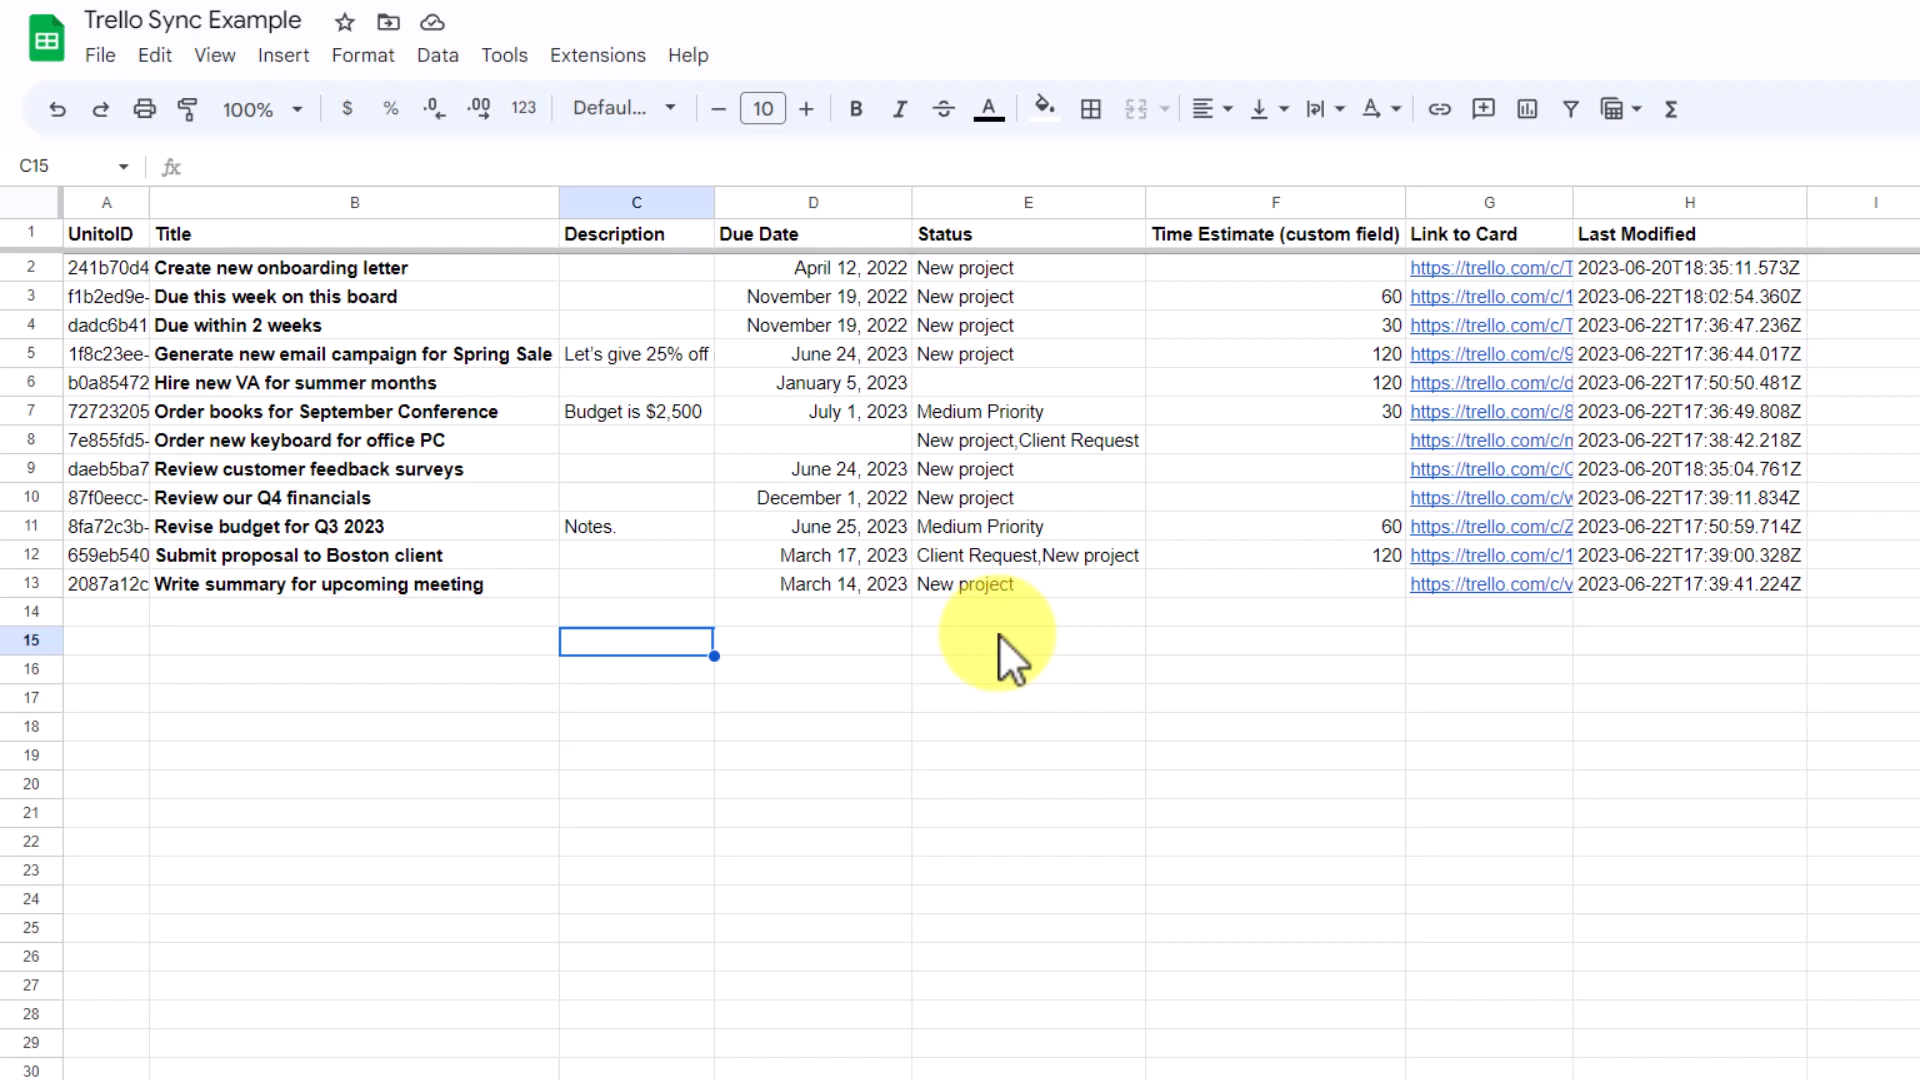 Trello Sync Example
File Edit View Insert Format Data Tools Extensions Help
100% $ % .0 .00 123 Defaul... 10 B I A Σ
C15 fx
A B C D E F G H I
1 UnitoID Title Description Due Date Status Time Estimate (custom field) Link to Card Last Modified
2 241b70d4 Create new onboarding letter April 12, 2022 New project https://trello.com/c/T 2023-06-20T18:35:11.573Z
3 f1b2ed9e- Due this week on this board November 19, 2022 New project 60 https://trello.com/c/1 2023-06-22T18:02:54.360Z
4 dadc6b41 Due within 2 weeks November 19, 2022 New project 30 https://trello.com/c/T 2023-06-22T17:36:47.236Z
5 1f8c23ee- Generate new email campaign for Spring Sale Let’s give 25% off June 24, 2023 New project 120 https://trello.com/c/9 2023-06-22T17:36:44.017Z
6 b0a85472 Hire new VA for summer months January 5, 2023 120 https://trello.com/c/d 2023-06-22T17:50:50.481Z
7 72723205 Order books for September Conference Budget is $2,500 July 1, 2023 Medium Priority 30 https://trello.com/c/8 2023-06-22T17:36:49.808Z
8 7e855fd5- Order new keyboard for office PC New project,Client Request https://trello.com/c/ 2023-06-22T17:38:42.218Z
9 daeb5ba7 Review customer feedback surveys June 24, 2023 New project https://trello.com/c/ 2023-06-20T18:35:04.761Z
10 87f0eecc- Review our Q4 financials December 1, 2022 New project https://trello.com/c/ 2023-06-22T17:39:11.834Z
11 8fa72c3b- Revise budget for Q3 2023 Notes. June 25, 2023 Medium Priority 60 https://trello.com/c/Z 2023-06-22T17:50:59.714Z
12 659eb540 Submit proposal to Boston client March 17, 2023 Client Request,New project 120 https://trello.com/c/1 2023-06-22T17:39:00.328Z
13 2087a12c Write summary for upcoming meeting March 14, 2023 New project https://trello.com/c/v 2023-06-22T17:39:41.224Z
14
15
16
17
18
19
20
21
22
23
24
25
26
27
28
29
30